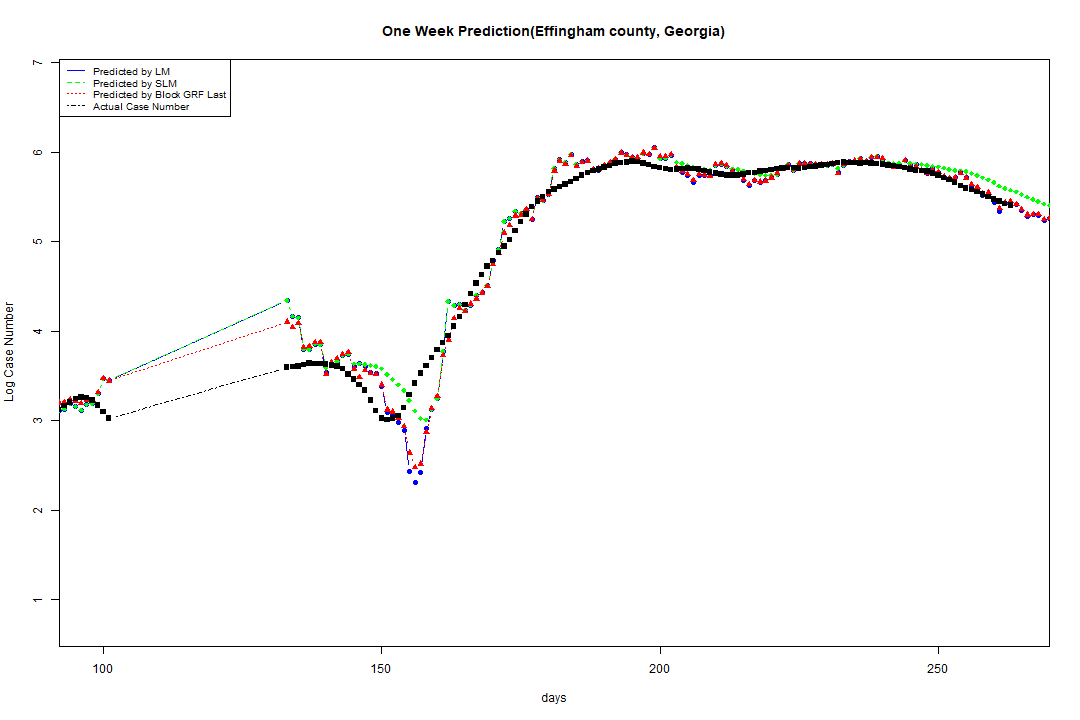 One Week Prediction(Effingham county, Georgia)
Predicted by LM
Predicted by SLM
Predicted by Block GRF Last
Actual Case Number
7
6
5
4
3
2
1
Log Case Number
100 150 200 250
days